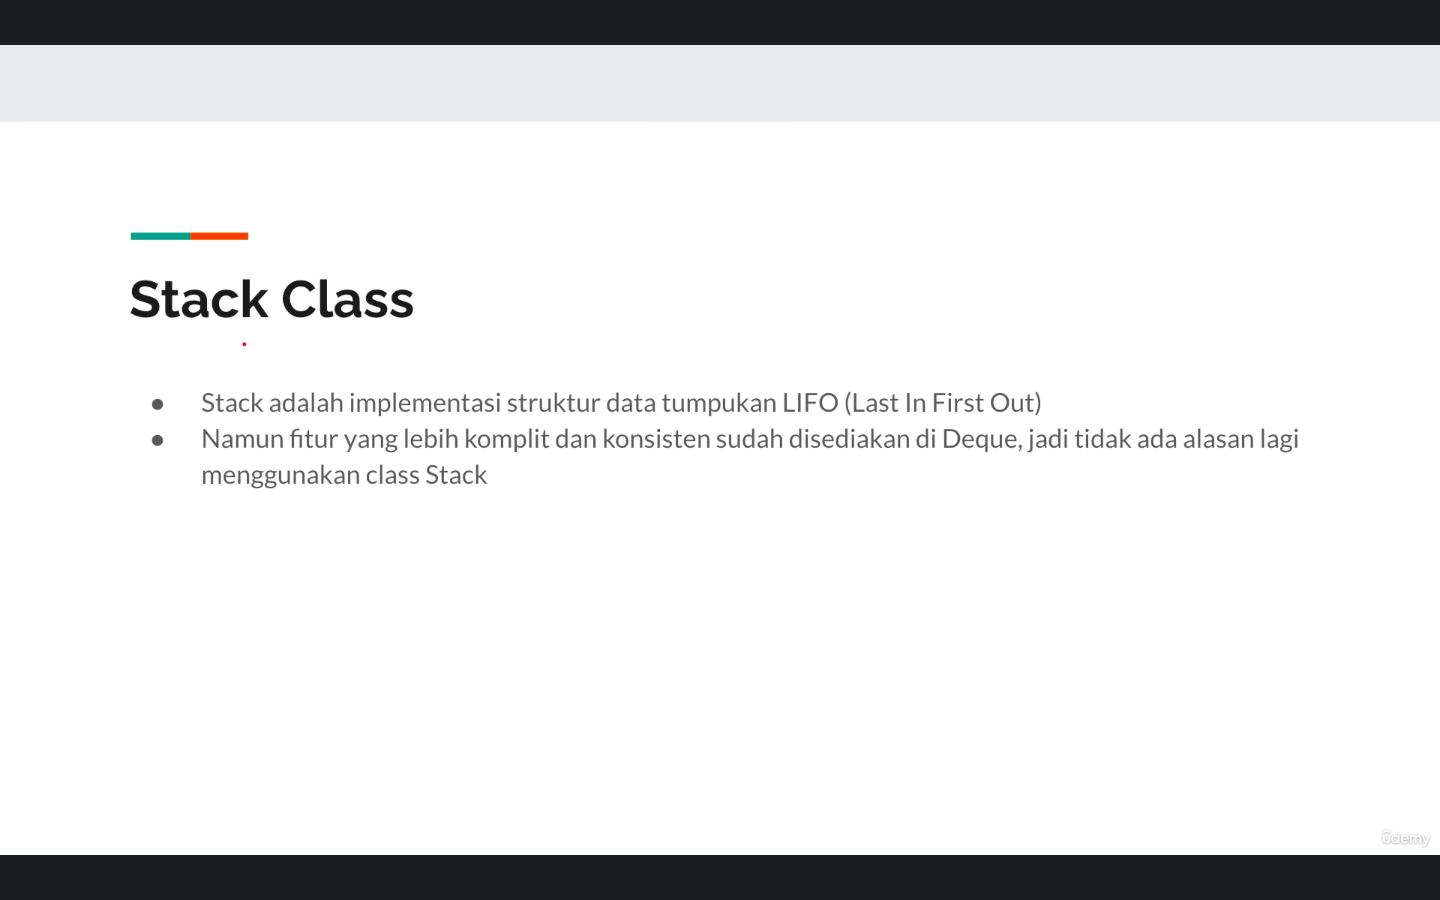 Stack Class
● Stack adalah implementasi struktur data tumpukan LIFO (Last In First Out)
● Namun fitur yang lebih komplit dan konsisten sudah disediakan di Deque, jadi tidak ada alasan lagi
menggunakan class Stack
ûdemy